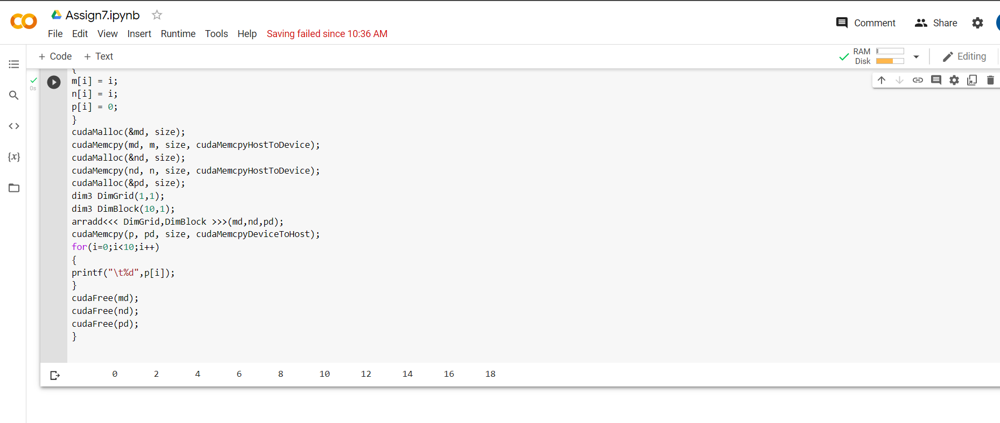 Assign7.ipynb
File Edit View Insert Runtime Tools Help Saving failed since 10:36 AM
Comment Share
+ Code + Text
RAM
Disk
Editing
{
m[i] = i;
0s
n[i] = i;
p[i] = 0;
}
cudaMalloc(&md, size);
cudaMemcpy(md, m, size, cudaMemcpyHostToDevice);
cudaMalloc(&nd, size);
{x}
cudaMemcpy(nd, n, size, cudaMemcpyHostToDevice);
cudaMalloc(&pd, size);
dim3 DimGrid(1,1);
dim3 DimBlock(10,1);
arradd<<< DimGrid,DimBlock >>>(md,nd,pd);
cudaMemcpy(p, pd, size, cudaMemcpyDeviceToHost);
for(i=0;i<10;i++)
{
printf("\t%d",p[i]);
}
cudaFree(md);
cudaFree(nd);
cudaFree(pd);
}
0 2 4 6 8 10 12 14 16 18